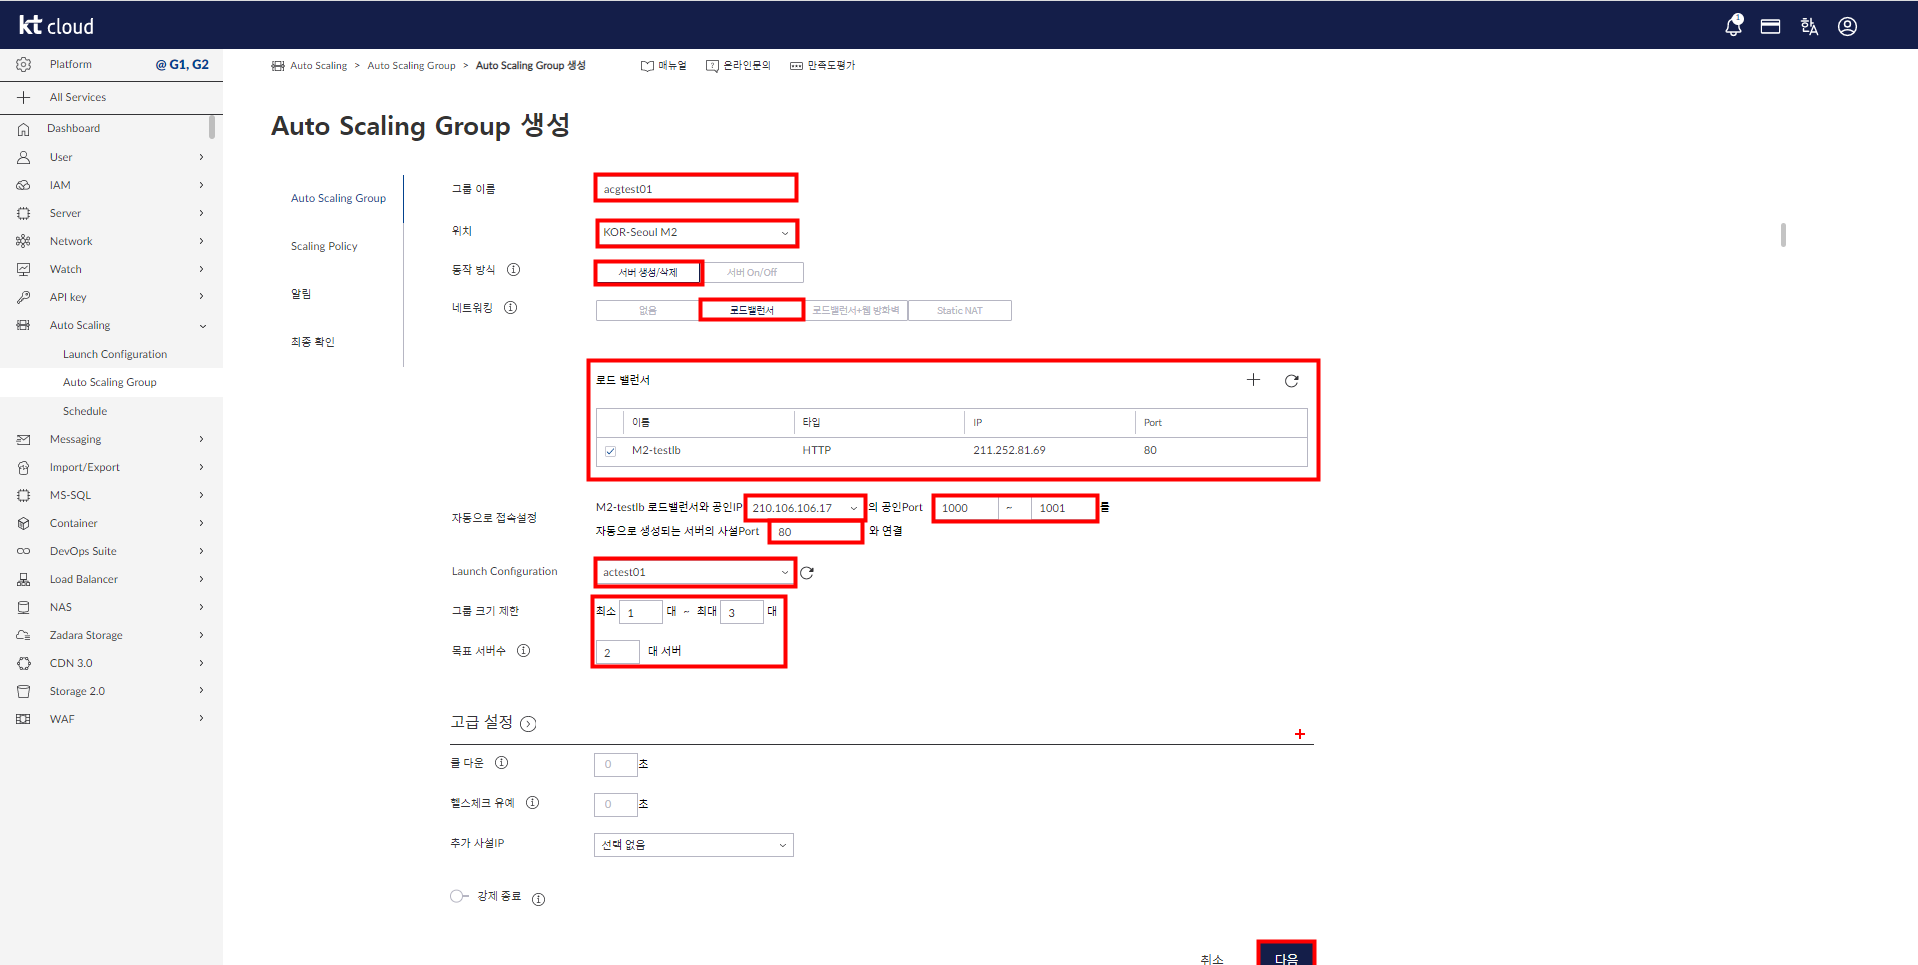 kt cloud
1
한A
Platform @ G1, G2
All Services
Dashboard
User
IAM
Server
Network
Watch
API key
Auto Scaling
Launch Configuration
Auto Scaling Group
Schedule
Messaging
Import/Export
MS-SQL
Container
DevOps Suite
Load Balancer
NAS
Zadara Storage
CDN 3.0
Storage 2.0
WAF
Auto Scaling > Auto Scaling Group > Auto Scaling Group 생성 매뉴얼 온라인문의 만족도평가
Auto Scaling Group 생성
Auto Scaling Group
Scaling Policy
알림
최종 확인
그룹 이름 acgtest01
위치 KOR-Seoul M2
동작 방식 서버 생성/삭제 서버 On/Off
네트워킹 없음 로드밸런서 로드밸런서+웹 방화벽 Static NAT
로드 밸런서
이름 타입 IP Port
M2-testlb HTTP 211.252.81.69 80
자동으로 접속설정
M2-testlb 로드밸런서와 공인IP 210.106.106.17 의 공인Port 1000 ~ 1001 를
자동으로 생성되는 서버의 사설Port 80 와 연결
Launch Configuration actest01
그룹 크기 제한 최소 1 대 ~ 최대 3 대
목표 서버수 2 대 서버
고급 설정
쿨 다운 0 초
헬스체크 유예 0 초
추가 사설IP 선택 없음
강제 종료
취소 다음